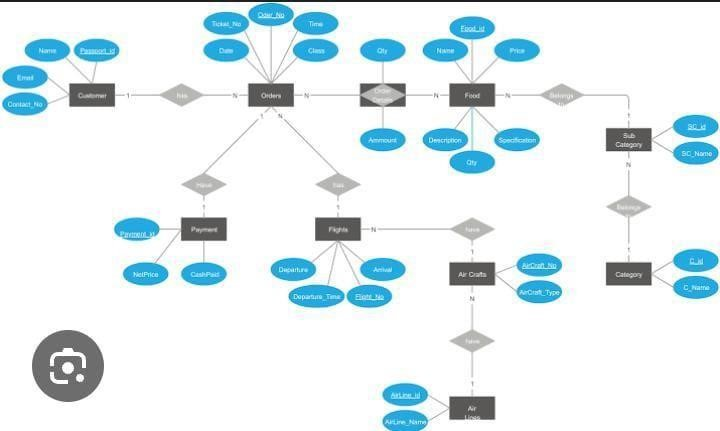 Oder_No
Ticket_No
Time
Food_id
Name
Passport_id
Date
Class
Qty
Name
Price
Email
Customer
1
has
N
Orders
N
Order
Details
N
Food
N
Belongs
Contact_No
1
N
1
SC_id
Sub
Category
Ammount
Description
Specification
SC_Name
Qty
N
Have
has
Belongs
1
1
Payment_id
Payment
Flights
N
have
1
C_id
1
AirCraft_No
NetPrice
CashPaid
Departure
Arrival
Air Crafts
Category
C_Name
Departure_Time
Flight_No
AirCraft_Type
N
have
1
AirLine_id
Air
Lines
AirLine_Name